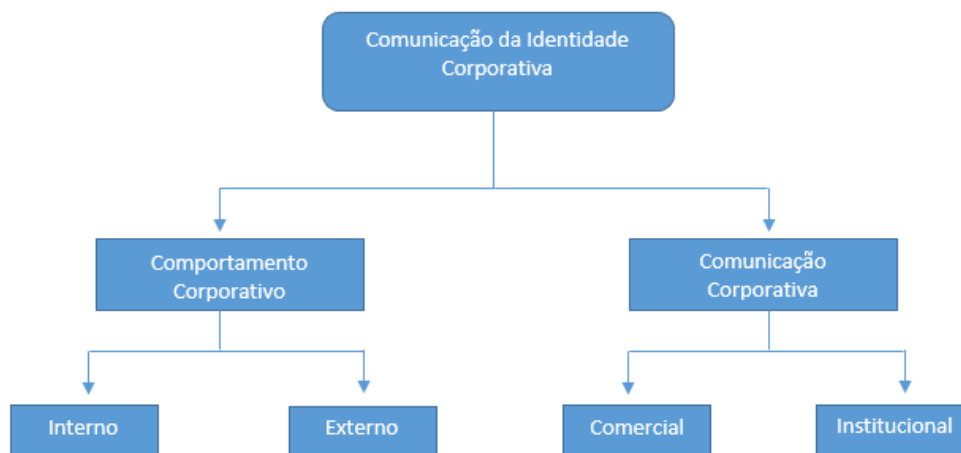 Comunicação da Identidade
Corporativa
Comportamento
Corporativo
Comunicação
Corporativa
Interno
Externo
Comercial
Institucional